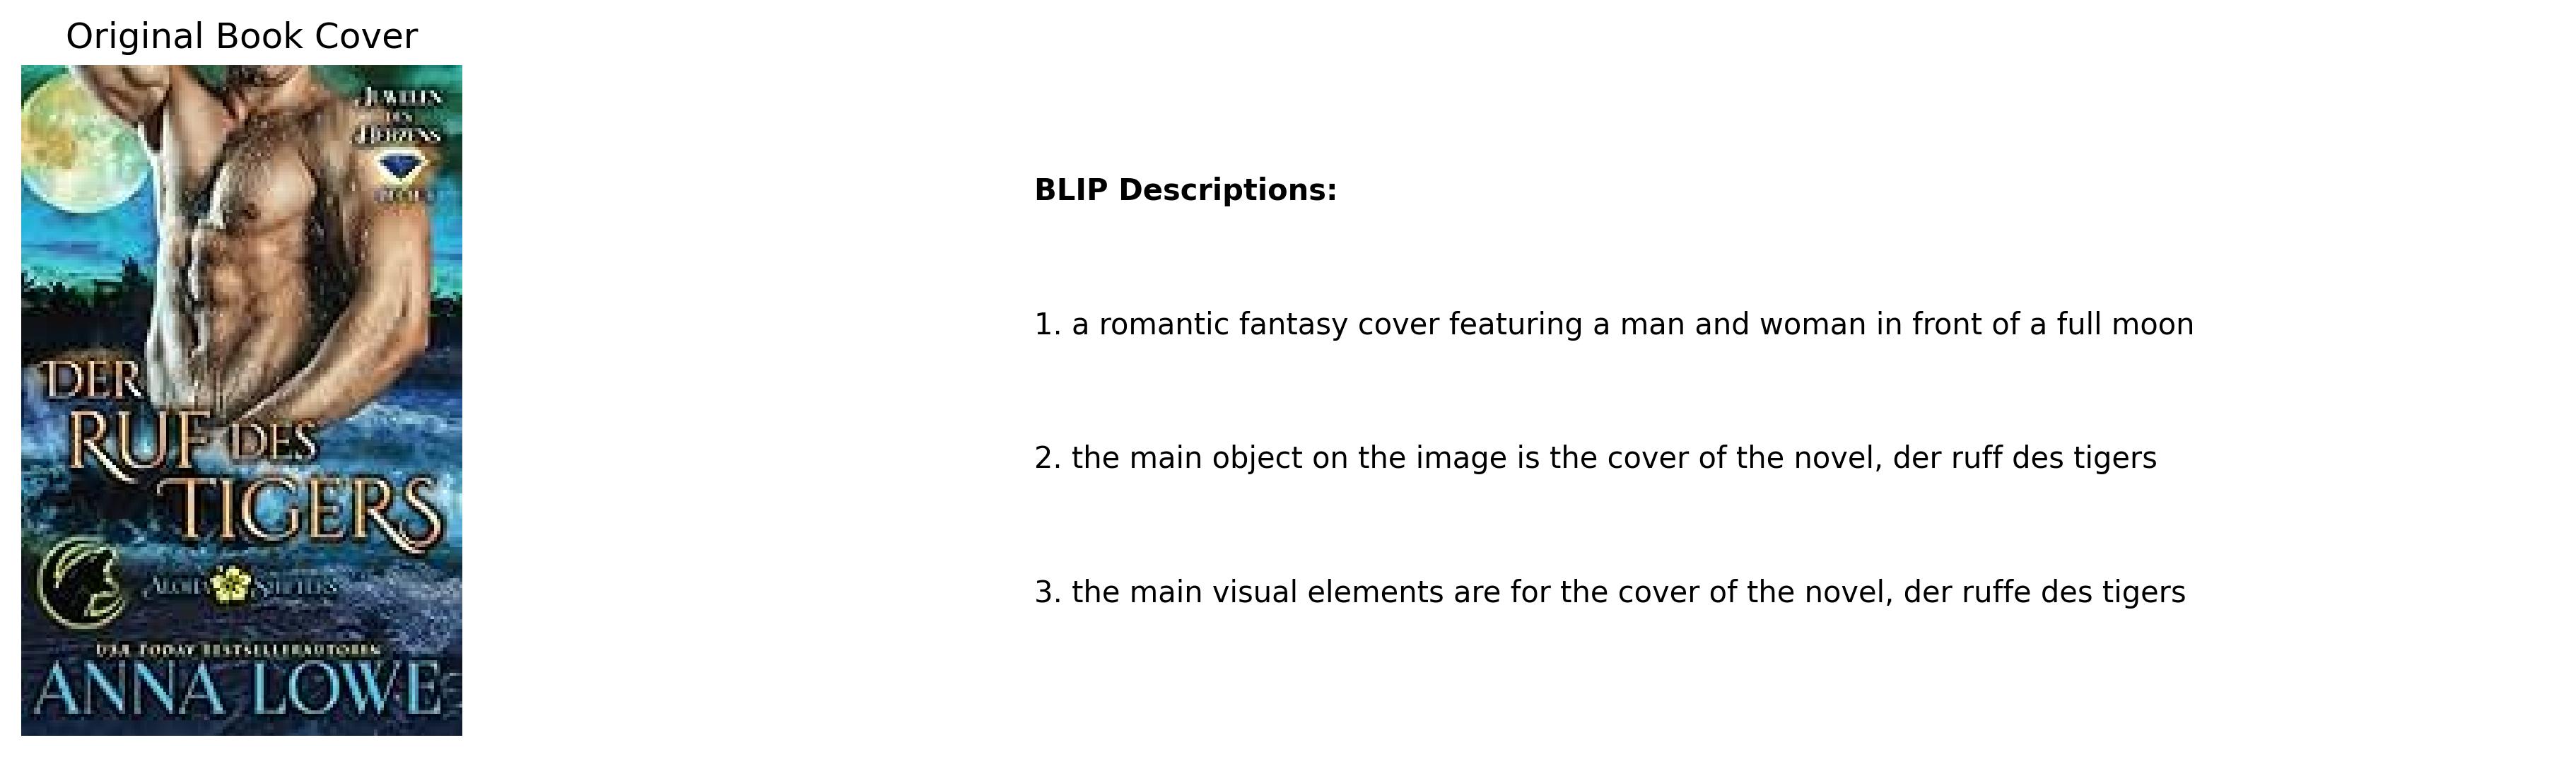 Original Book Cover
JUWELEN
DES
HERZENS
DER
RUF DES
TIGERS
ALOHA SHIFTERS
USA TODAY BESTSELLERAUTORIN
ANNA LOWE
BLIP Descriptions:
1. a romantic fantasy cover featuring a man and woman in front of a full moon
2. the main object on the image is the cover of the novel, der ruff des tigers
3. the main visual elements are for the cover of the novel, der ruffe des tigers